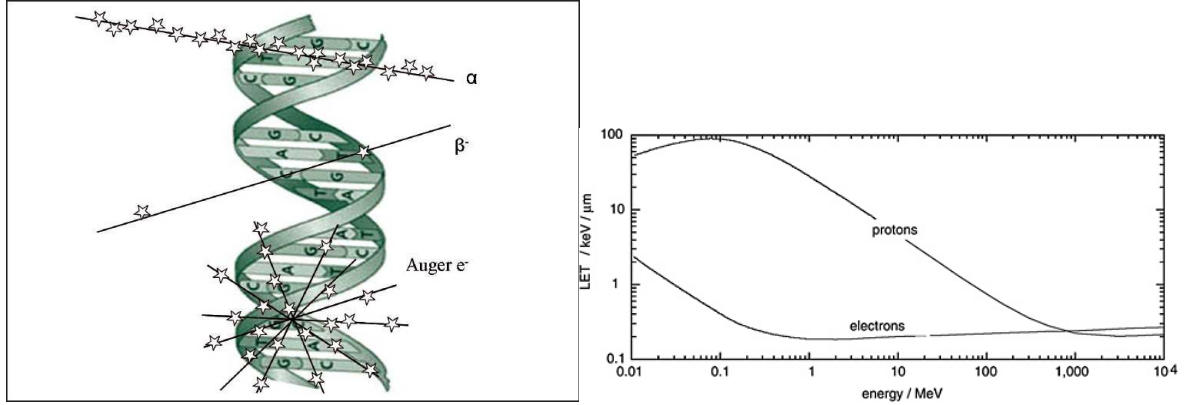 T G C
C G
α
G C
β⁻
A
C
T A
A
G T
Auger e⁻
A T C
C
LET / keV / μm
100
10
1
0.1
protons
electrons
0.01 0.1 1 10 100 1,000 10⁴
energy / MeV